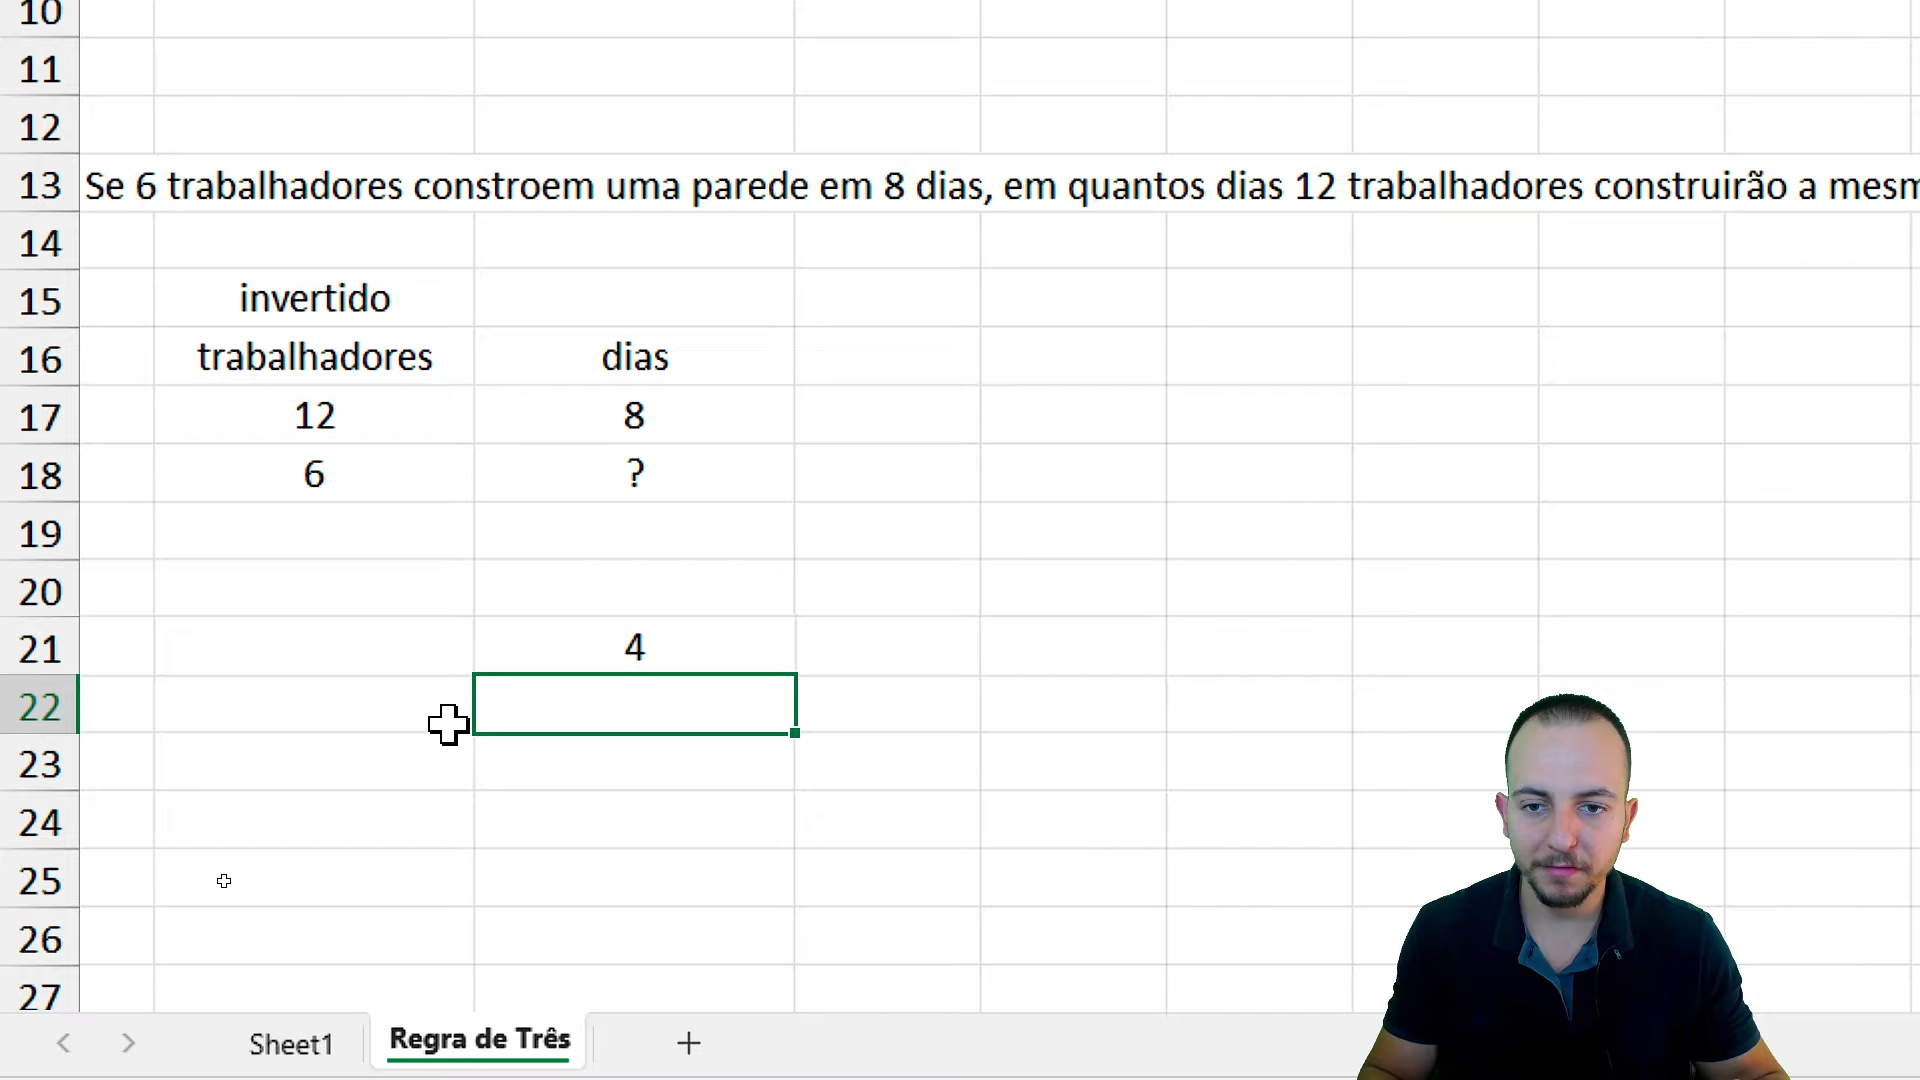 10
11
12
13 Se 6 trabalhadores constroem uma parede em 8 dias, em quantos dias 12 trabalhadores construirão a mesm
14
15 invertido
16 trabalhadores dias
17 12 8
18 6 ?
19
20
21 4
22
23
24
25
26
27
Sheet1 Regra de Três +